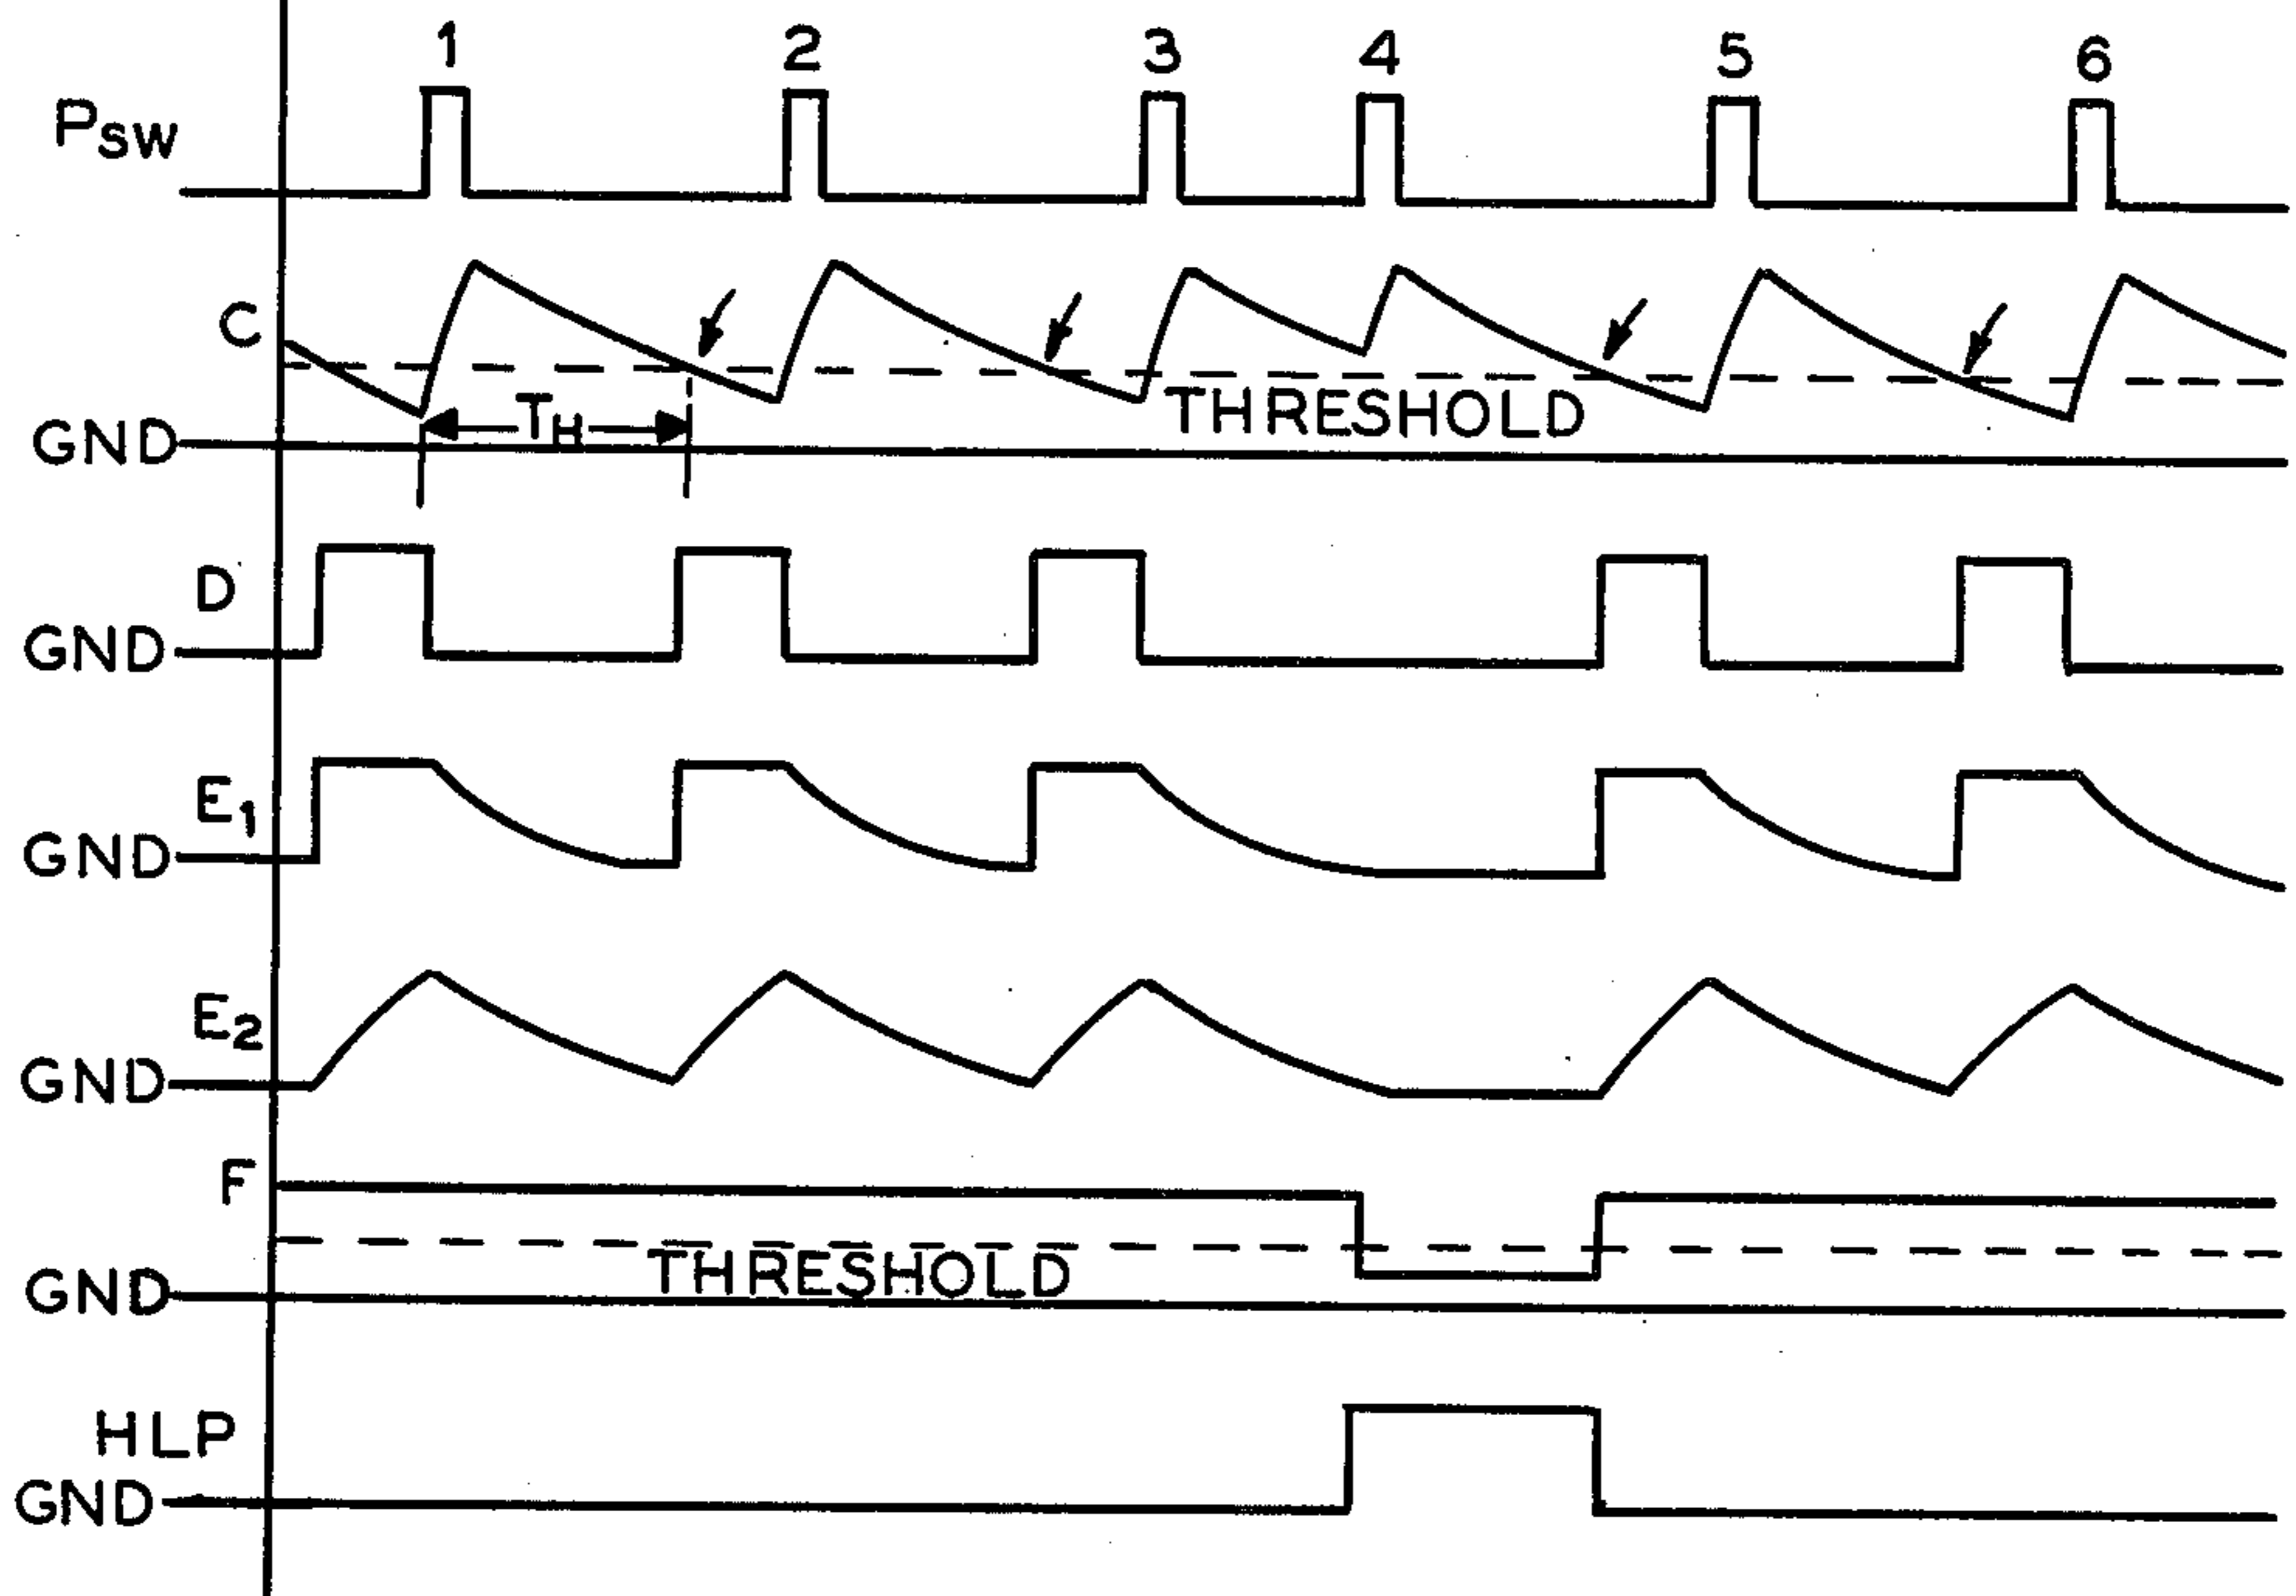 1 2 3 4 5 6
PSW
C
TH THRESHOLD
GND
D
GND
E1
GND
E2
GND
F
THRESHOLD
GND
HLP
GND